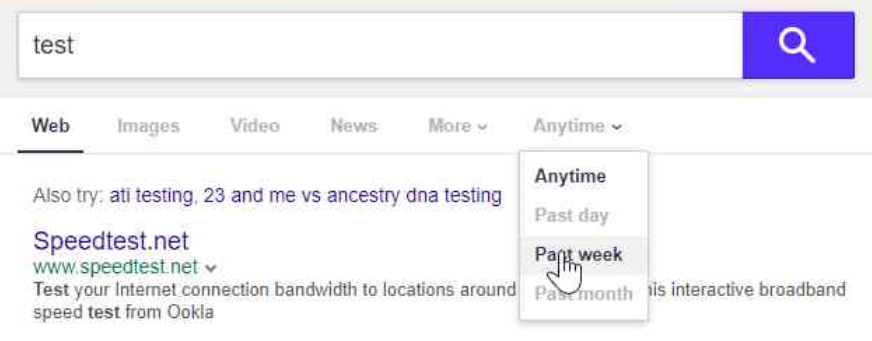 test
Web Images Video News More Anytime
Anytime
Past day
Past week
Past month
Also try: ati testing, 23 and me vs ancestry dna testing
Speedtest.net
www.speedtest.net
Test your Internet connection bandwidth to locations around his interactive broadband
speed test from Ookla